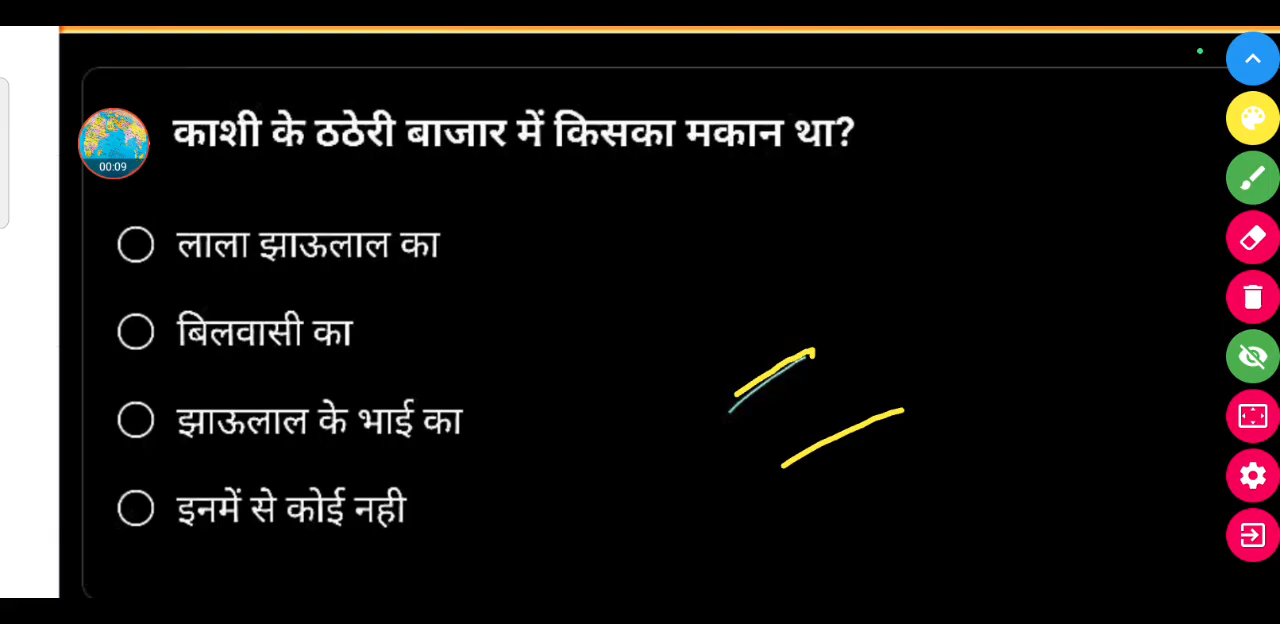 काशी के ठठेरी बाजार में किसका मकान था?
00:09
लाला झाऊलाल का
बिलवासी का
झाऊलाल के भाई का
इनमें से कोई नही